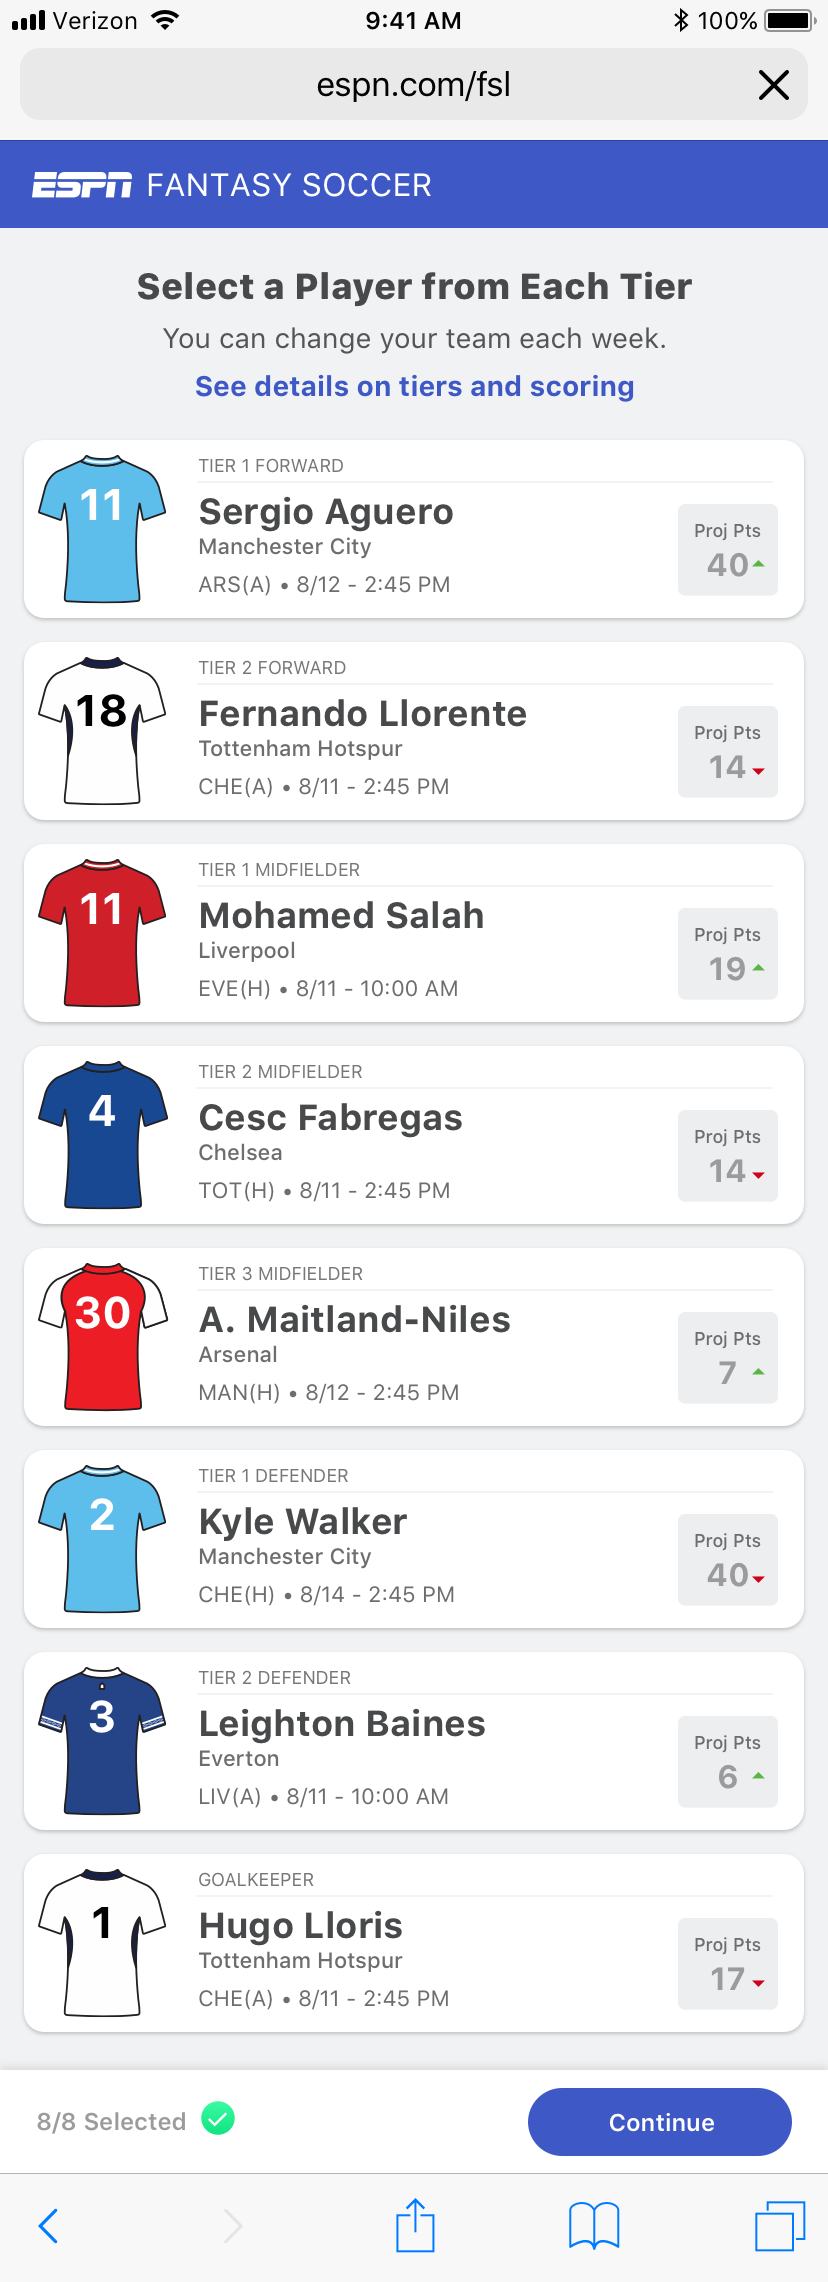 Verizon 9:41 AM 100%
espn.com/fsl
ESPN FANTASY SOCCER
Select a Player from Each Tier
You can change your team each week.
See details on tiers and scoring
11
TIER 1 FORWARD
Sergio Aguero
Manchester City
ARS(A) • 8/12 - 2:45 PM
Proj Pts
40
18
TIER 2 FORWARD
Fernando Llorente
Tottenham Hotspur
CHE(A) • 8/11 - 2:45 PM
Proj Pts
14
11
TIER 1 MIDFIELDER
Mohamed Salah
Liverpool
EVE(H) • 8/11 - 10:00 AM
Proj Pts
19
4
TIER 2 MIDFIELDER
Cesc Fabregas
Chelsea
TOT(H) • 8/11 - 2:45 PM
Proj Pts
14
30
TIER 3 MIDFIELDER
A. Maitland-Niles
Arsenal
MAN(H) • 8/12 - 2:45 PM
Proj Pts
7
2
TIER 1 DEFENDER
Kyle Walker
Manchester City
CHE(H) • 8/14 - 2:45 PM
Proj Pts
40
3
TIER 2 DEFENDER
Leighton Baines
Everton
LIV(A) • 8/11 - 10:00 AM
Proj Pts
6
1
GOALKEEPER
Hugo Lloris
Tottenham Hotspur
CHE(A) • 8/11 - 2:45 PM
Proj Pts
17
8/8 Selected
Continue